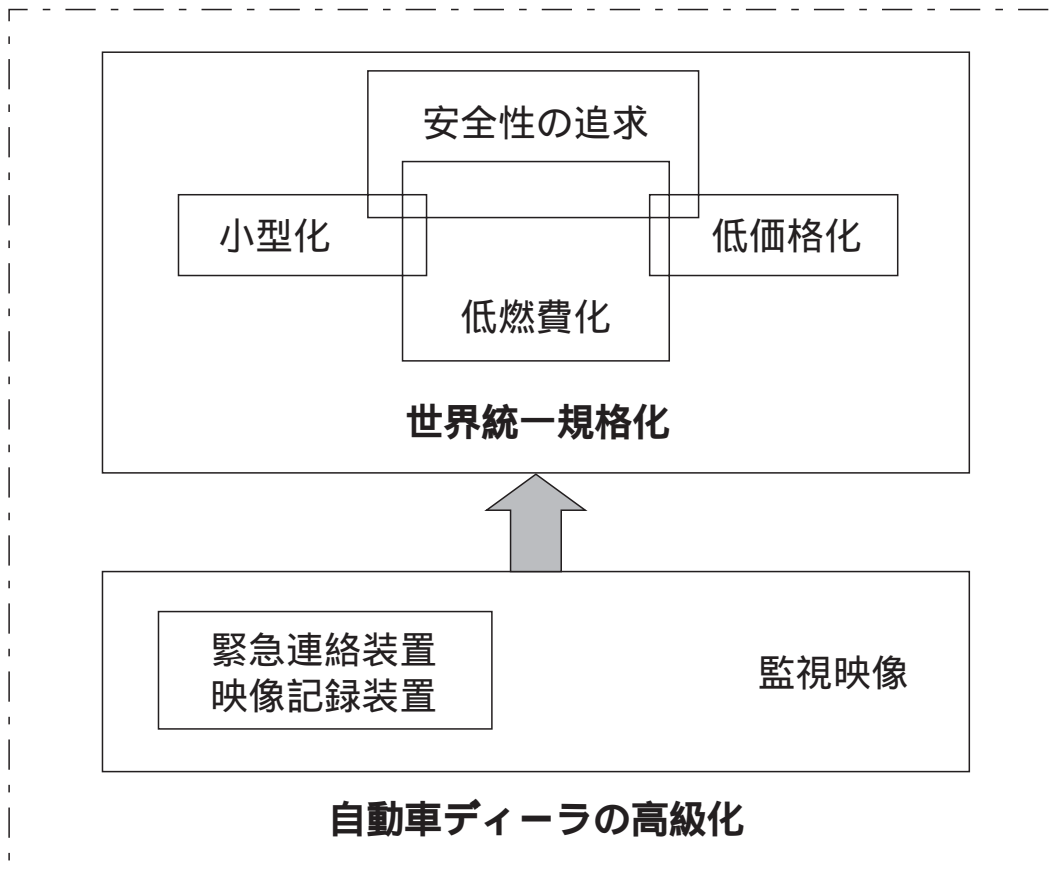 安全性の追求
小型化
低価格化
低燃費化
世界統一規格化
緊急連絡装置
映像記録装置
監視映像
自動車ディーラの高級化